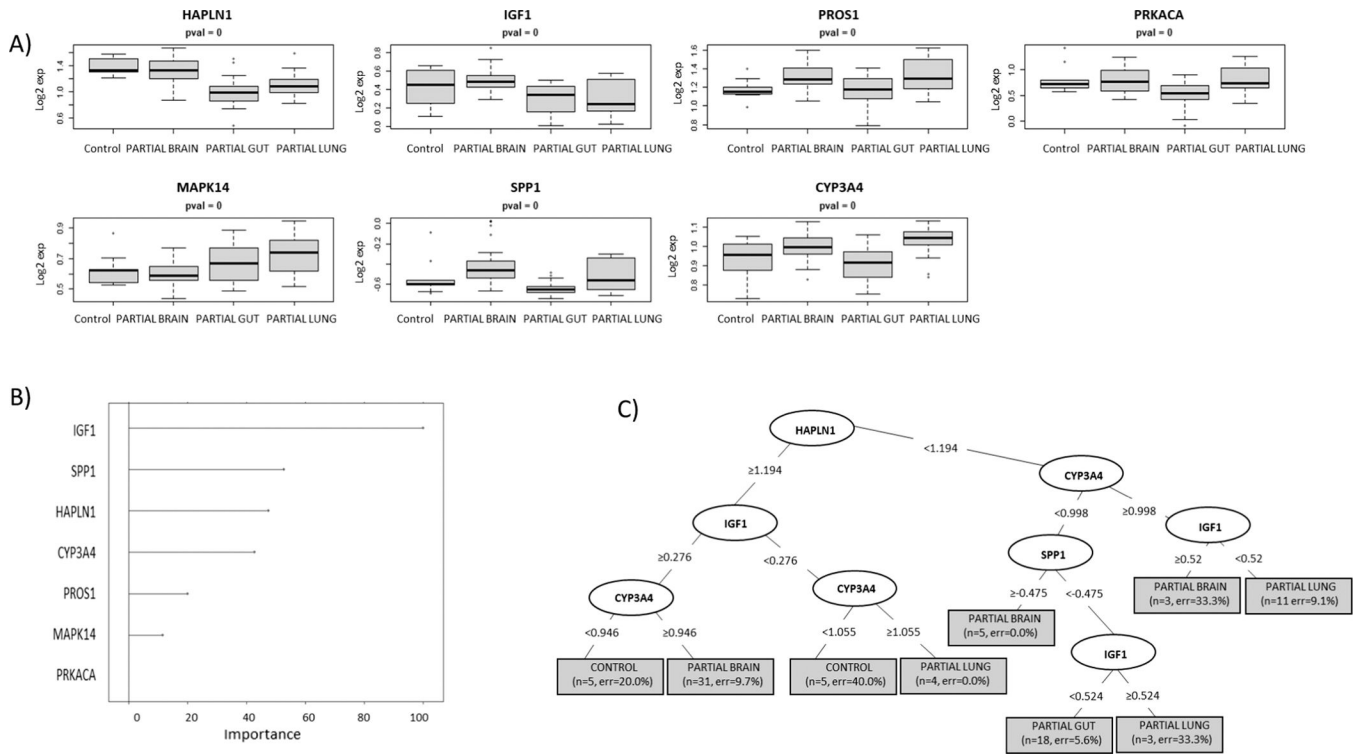 A)
HAPLN1
pval = 0
Log2 exp
0.6 1.0 1.4
Control PARTIAL BRAIN PARTIAL GUT PARTIAL LUNG
IGF1
pval = 0
Log2 exp
0.0 0.2 0.4 0.6 0.8
Control PARTIAL BRAIN PARTIAL GUT PARTIAL LUNG
PROS1
pval = 0
Log2 exp
0.8 1.0 1.2 1.4 1.6
Control PARTIAL BRAIN PARTIAL GUT PARTIAL LUNG
PRKACA
pval = 0
Log2 exp
0.0 0.5 1.0
Control PARTIAL BRAIN PARTIAL GUT PARTIAL LUNG
MAPK14
pval = 0
Log2 exp
0.5 0.7 0.9
Control PARTIAL BRAIN PARTIAL GUT PARTIAL LUNG
SPP1
pval = 0
Log2 exp
-0.6 -0.2 0.0
Control PARTIAL BRAIN PARTIAL GUT PARTIAL LUNG
CYP3A4
pval = 0
Log2 exp
0.8 0.9 1.0 1.1
Control PARTIAL BRAIN PARTIAL GUT PARTIAL LUNG
B)
IGF1
SPP1
HAPLN1
CYP3A4
PROS1
MAPK14
PRKACA
0 20 40 60 80 100
Importance
C)
HAPLN1
≥1.194 <1.194
IGF1 CYP3A4
≥0.276 <0.276 <0.998 ≥0.998
CYP3A4 CYP3A4 SPP1 IGF1
<0.946 ≥0.946 <1.055 ≥1.055 ≥-0.475 <-0.475 ≥0.52 <0.52
CONTROL
(n=5, err=20.0%)
PARTIAL BRAIN
(n=31, err=9.7%)
CONTROL
(n=5, err=40.0%)
PARTIAL LUNG
(n=4, err=0.0%)
PARTIAL BRAIN
(n=5, err=0.0%)
PARTIAL BRAIN
(n=3, err=33.3%)
PARTIAL LUNG
(n=11 err=9.1%)
IGF1
<0.524 ≥0.524
PARTIAL GUT
(n=18, err=5.6%)
PARTIAL LUNG
(n=3, err=33.3%)